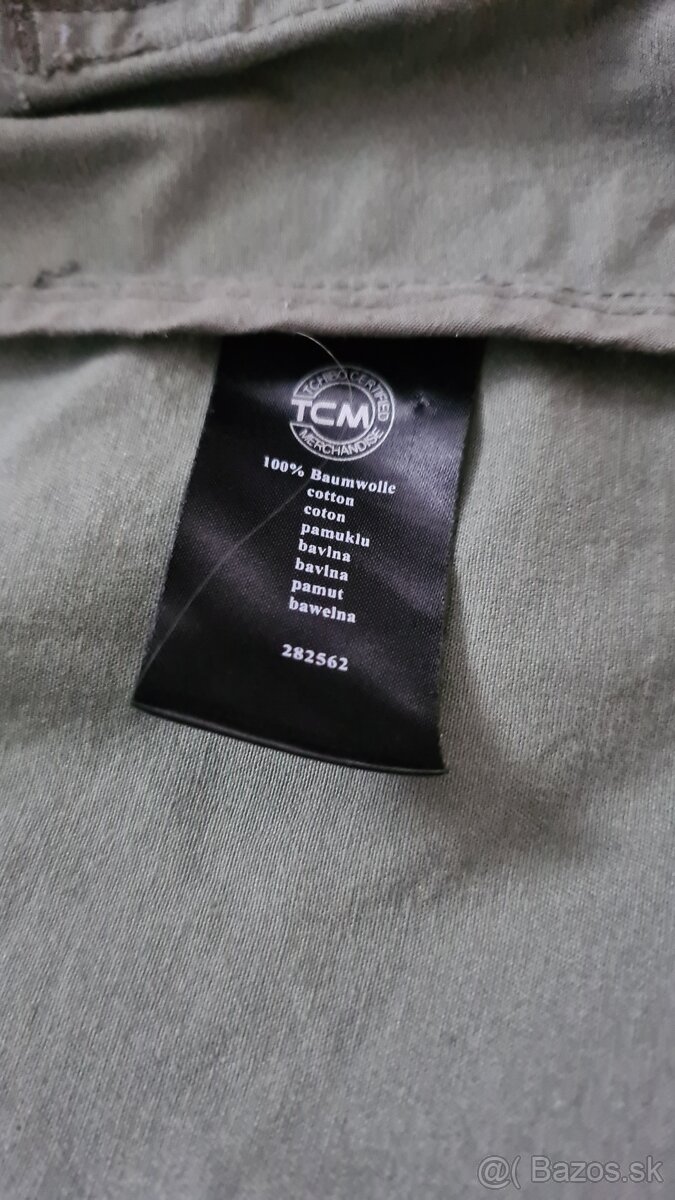 TCHIBO CERTIFIED
TCM
MERCHANDISE
100% Baumwolle
cotton
coton
pamuklu
bavlna
bavlna
pamut
bawełna
282562
@( Bazos.sk